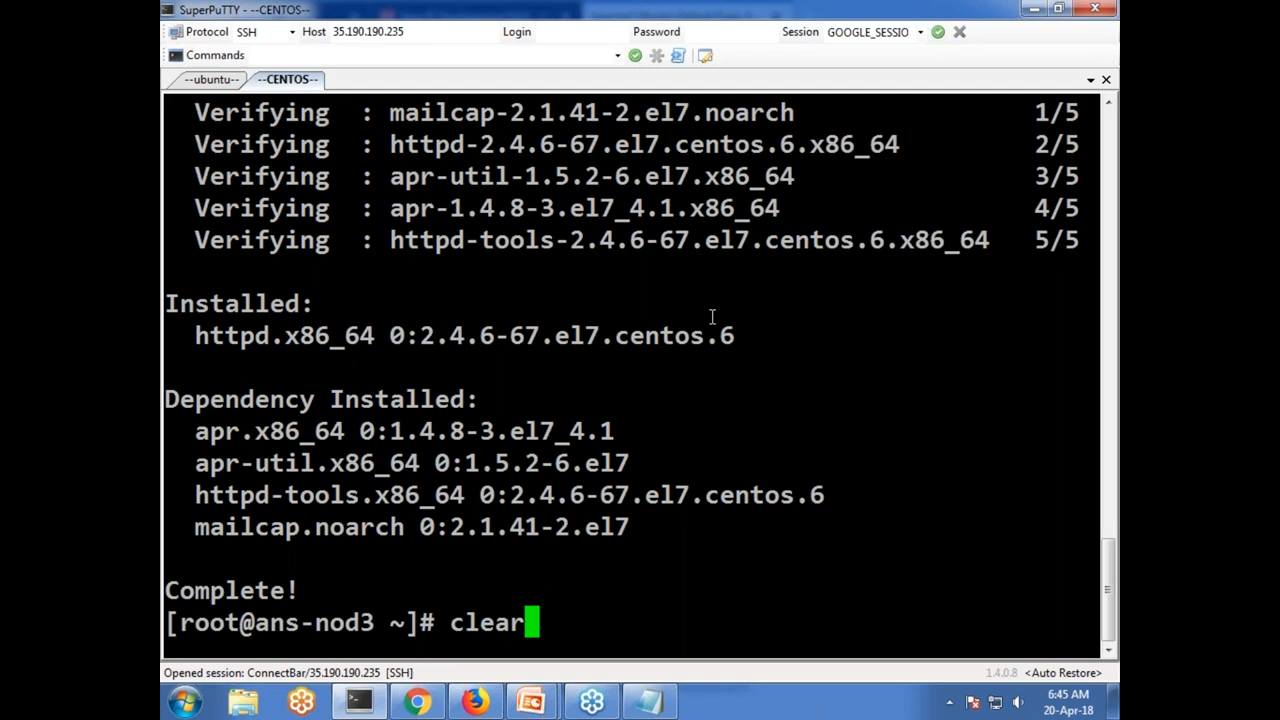 SuperPuTTY - --CENTOS--
Protocol SSH Host 35.190.190.235 Login Password Session GOOGLE_SESSIO
Commands
--ubuntu-- --CENTOS--
Verifying : mailcap-2.1.41-2.el7.noarch 1/5
Verifying : httpd-2.4.6-67.el7.centos.6.x86_64 2/5
Verifying : apr-util-1.5.2-6.el7.x86_64 3/5
Verifying : apr-1.4.8-3.el7_4.1.x86_64 4/5
Verifying : httpd-tools-2.4.6-67.el7.centos.6.x86_64 5/5
Installed:
httpd.x86_64 0:2.4.6-67.el7.centos.6
Dependency Installed:
apr.x86_64 0:1.4.8-3.el7_4.1
apr-util.x86_64 0:1.5.2-6.el7
httpd-tools.x86_64 0:2.4.6-67.el7.centos.6
mailcap.noarch 0:2.1.41-2.el7
Complete!
[root@ans-nod3 ~]# clear
Opened session: ConnectBar/35.190.190.235 [SSH] 1.4.0.8 <Auto Restore>
6:45 AM
20-Apr-18